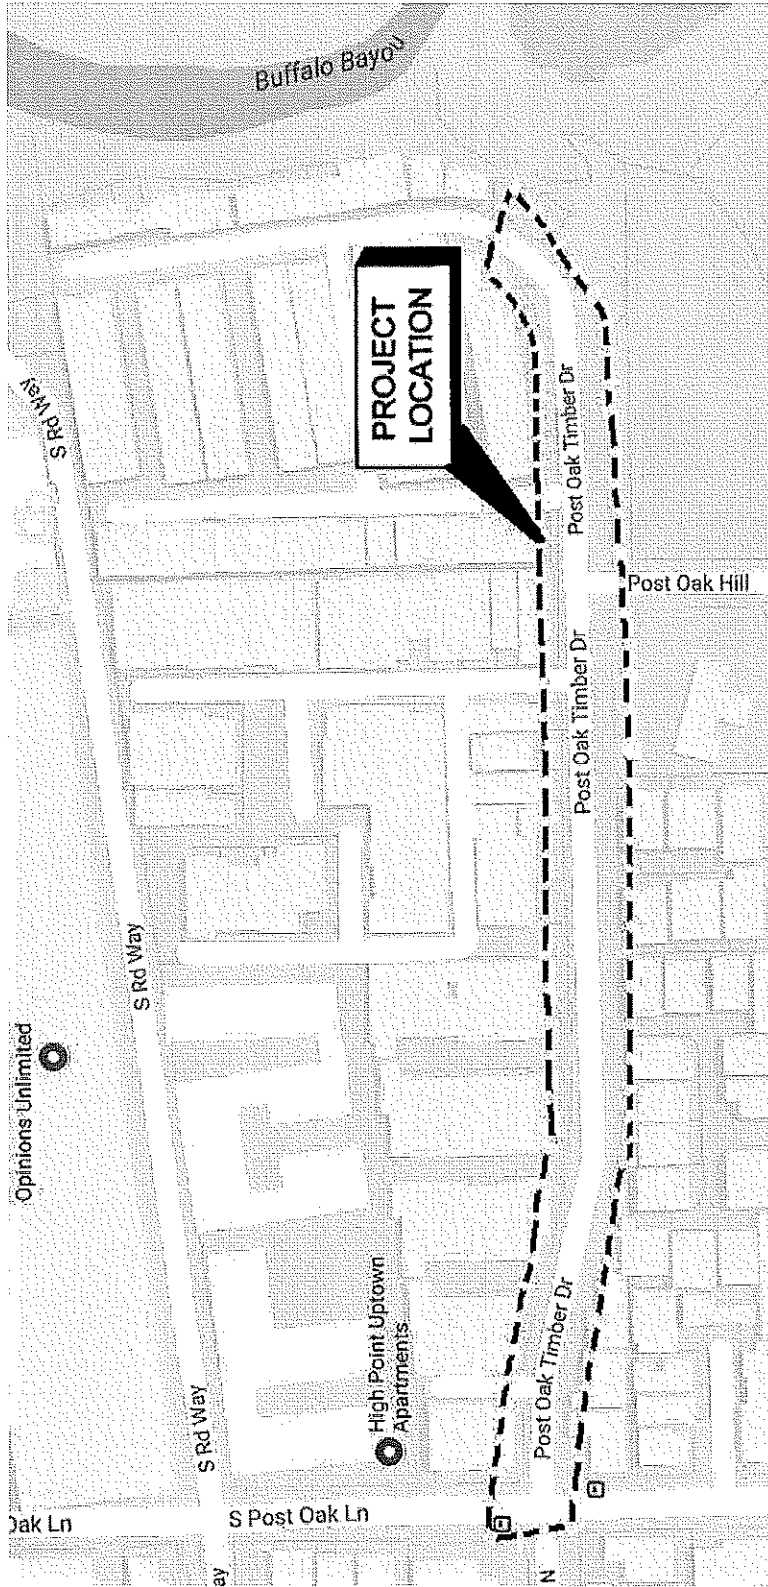 Buffalo Bayou
S Rd Way
PROJECT
LOCATION
Post Oak Timber Dr
Post Oak Hill
Post Oak Timber Dr
S Rd Way
Opinions Unlimited
High Point Uptown
Apartments
Post Oak Timber Dr
S Rd Way
Oak Ln
S Post Oak Ln
ay
N